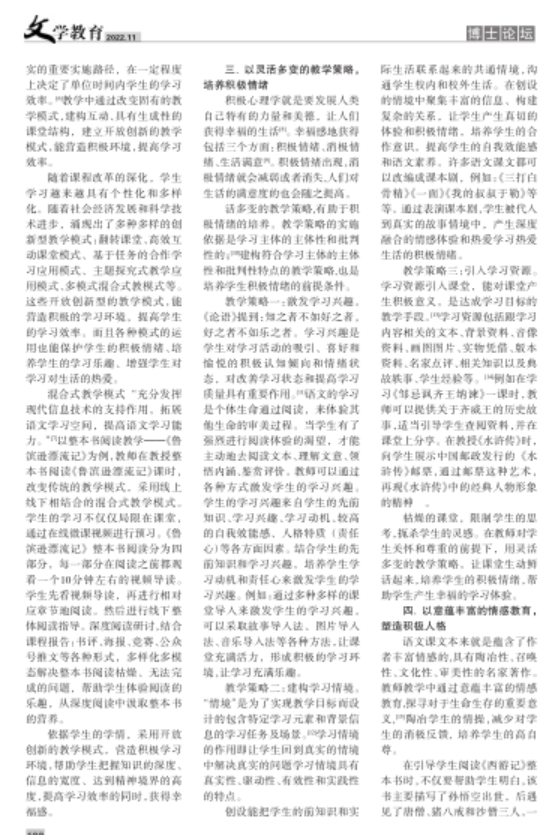 文学教育 2022.11
博士论坛
实的重要实施路径，在一定程度
上决定了单位时间内学生的学习
效率。教学中通过改变固有的教
学模式，建构互动、具有生成性的
课堂结构，建立开放创新的教学
模式，能营造积极环境，提高学习
效率。
随着课程改革的深化，学生
学习越来越具有个性化和多样
化。随着社会经济发展和科学技
术进步，涌现出了多种多样的创
新型教学模式：翻转课堂、高效互
动课堂模式、基于任务的合作学
习应用模式、主题探究式教学应
用模式、多模式混合式教模式等。
这些开放创新型的教学模式，能
营造积极的学习环境，提高学生
的学习效率。而且各种模式的运
用也能保护学生的积极情绪、培
养学生的学习乐趣、增强学生对
学习对生活的热爱。
混合式教学模式“充分发挥
现代信息技术的支持作用，拓展
语文学习空间，提高语文学习能
力。”以整本书阅读教学——《鲁
滨逊漂流记》为例，教师在教授整
本书阅读《鲁滨逊漂流记》课时，
改变传统的教学模式，采用线上
线下相结合的混合式教学模式。
学生的学习不仅仅局限在课堂，
通过在线微课视频进行预习。《鲁
滨逊漂流记》整本书阅读分为四
部分，每一部分在阅读之前都观
看一个10分钟左右的视频导读。
学生先看视频导读，再进行相对
应章节地阅读。然后进行线下整
体阅读指导，深度阅读研讨，结合
课程报告：书评、海报、竞赛、公众
号推文等各种形式，多样化多模
态解决整本书阅读枯燥、无法完
成的问题，帮助学生体验阅读的
乐趣，从深度阅读中汲取整本书
的营养。
依据学生的学情，采用开放
创新的教学模式，营造积极学习
环境，帮助学生把握知识的深度、
信息的宽度、达到精神境界的高
度，提高学习效率的同时，获得幸
福感。
三．以灵活多变的教学策略，
培养积极情绪
积极心理学就是要发展人类
自己特有的力量和美德，让人们
获得幸福的生活。幸福感地获得
包括三个方面：积极情绪、消极情
绪、生活满意。积极情绪出现，消
极情绪就会减弱或者消失，人们对
生活的满意度的也会随之提高。
活多变的教学策略，有助于积
极情绪的培养。教学策略的实施
依据是学习主体的主体性和批判
性的；建构符合学习主体的主体
性和批判性特点的教学策略，也是
培养学生积极情绪的前提条件。
教学策略一：激发学习兴趣。
《论语》提到：知之者不如好之者，
好之者不如乐之者。学习兴趣是
学生对学习活动的吸引、喜好和
愉悦的积极认知倾向和情绪状
态，对改善学习状态和提高学习
质量具有重要作用。语文的学习
是个体生命通过阅读，来体验其
他生命的审美过程。当学生有了
强烈进行阅读体验的渴望，才能
主动地去阅读文本、理解文意、领
悟内涵、鉴赏评价。教师可以通过
各种方式激发学生的学习兴趣。
学生的学习兴趣来自学生的先前
知识、学习兴趣、学习动机、较高
的自我效能感、人格特质（责任
心）等各方面因素。结合学生的先
前知识和学习兴趣，培养学生学
习动机和责任心来激发学生的学
习兴趣。例如：通过多种多样的课
堂导入来激发学生的学习兴趣。
可以采取故事导入法、图片导人
法、音乐导人法等各种方法，让课
堂充满活力，形成积极的学习环
境，让学习充满乐趣。
教学策略二：建构学习情境。
“情境”是为了实现教学目标而设
计的包含特定学习元素和背景信
息的学习任务及场景。学习情境
的作用即让学生回到真实的情境
中解决真实的问题学习情境具有
真实性、驱动性、有效性和实践性
的特点。
创设能把学生的前知识和实
际生活联系起来的共通情境，沟
通学生校内和校外生活。在创设
的情境中聚集丰富的信息、构建
复杂的关系，让学生产生真切的
体验和积极情绪，培养学生的合
作意识，提高学生的自我效能感
和语文素养。许多语文课文都可
以改编成课本剧，例如：《三打白
骨精》《一面》《我的叔叔于勒》等
等。通过表演课本剧，学生被代人
到真实的故事情境中，产生深度
融合的情感体验和热爱学习热爱
生活的积极情绪。
教学策略三：引人学习资源。
学习资源引人课堂，能对课堂产
生积极意义，是达成学习目标的
教学手段。学习资源包括跟学习
内容相关的文本、背景资料、音像
资料、画图图片、实物凭借、版本
资料、名家点评、相关知识以及典
故轶事、学生经验等。例如在学
习《邹忌讽齐王纳谏》一课时，教
师可以提供关于齐威王的历史故
事，适当引导学生查阅资料，并在
课堂上分享。在教授《水浒传》时，
向学生展示中国邮政发行的《水
浒传》邮票，通过邮票这种艺术，
再现《水浒传》中的经典人物形象
的精神　。
枯燥的课堂，限制学生的思
考，扼杀学生的灵感。在教师对学
生关怀和尊重的前提下，用灵活
多变的教学策略，让课堂生动鲜
活起来，培养学生的积极情绪，帮
助学生产生幸福的学习体验。
四．以意蕴丰富的情感教育，
塑造积极人格
语文课文本来就是蕴含了作
者丰富情感的，具有陶冶性、召唤
性、文化性、审美性的名家著作。
教师教学中通过意蕴丰富的情感
教育，探寻对于生命生存的重要意
义，陶冶学生的情操，减少对学
生的消极反馈，培养学生的高自
尊。
在引导学生阅读《西游记》整
本书时，不仅要帮助学生明白，该
书主要描写了孙悟空出世，后遇
见了唐僧、猪八戒和沙僧三人，一